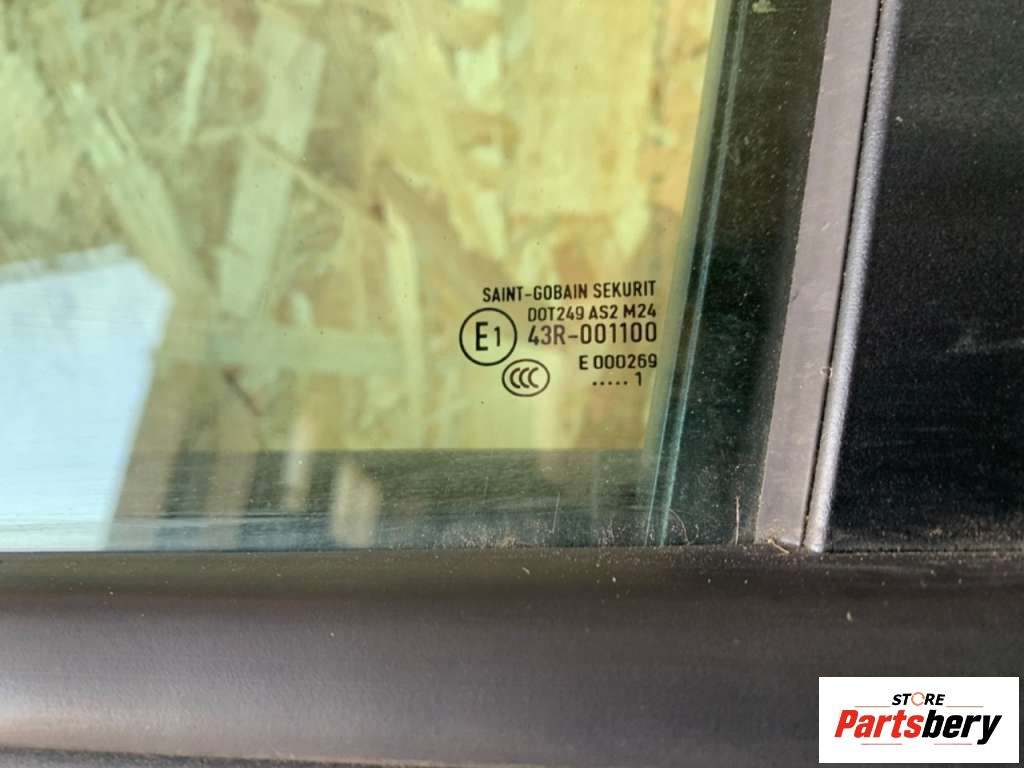 SAINT-GOBAIN SEKURIT
DOT249 AS2 M24
E1 43R-001100
E 000269
CCC
..... 1
STORE
Partsbery